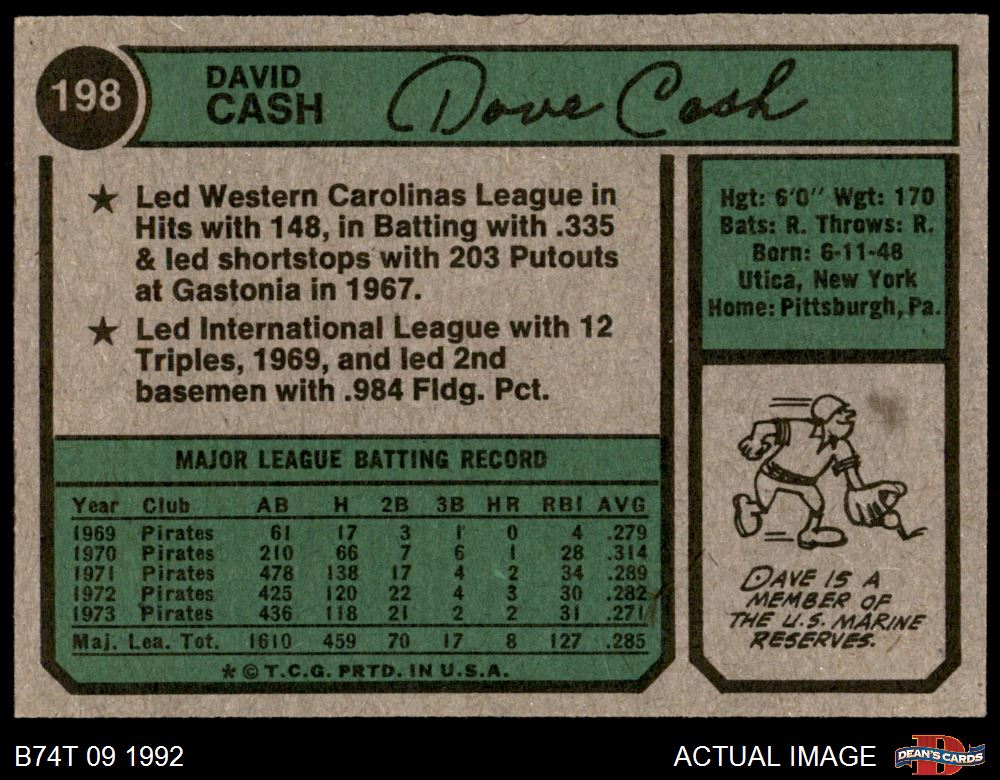 198
DAVID
CASH
Dave Cash
★ Led Western Carolinas League in
Hits with 148, in Batting with .335
& led shortstops with 203 Putouts
at Gastonia in 1967.
★ Led International League with 12
Triples, 1969, and led 2nd
basemen with .984 Fldg. Pct.
Hgt: 6'0" Wgt: 170
Bats: R. Throws: R.
Born: 6-11-48
Utica, New York
Home: Pittsburgh, Pa.
MAJOR LEAGUE BATTING RECORD
Year Club AB H 2B 3B HR RBI AVG
1969 Pirates 61 17 3 1 0 4 .279
1970 Pirates 210 66 7 6 1 28 .314
1971 Pirates 478 138 17 4 2 34 .289
1972 Pirates 425 120 22 4 3 30 .282
1973 Pirates 436 118 21 2 2 31 .271
Maj. Lea. Tot. 1610 459 70 17 8 127 .285
* © T.C.G. PRTD. IN U.S.A.
DAVE IS A
MEMBER OF
THE U.S. MARINE
RESERVES.
B74T 09 1992
ACTUAL IMAGE
D
DEAN'S CARDS